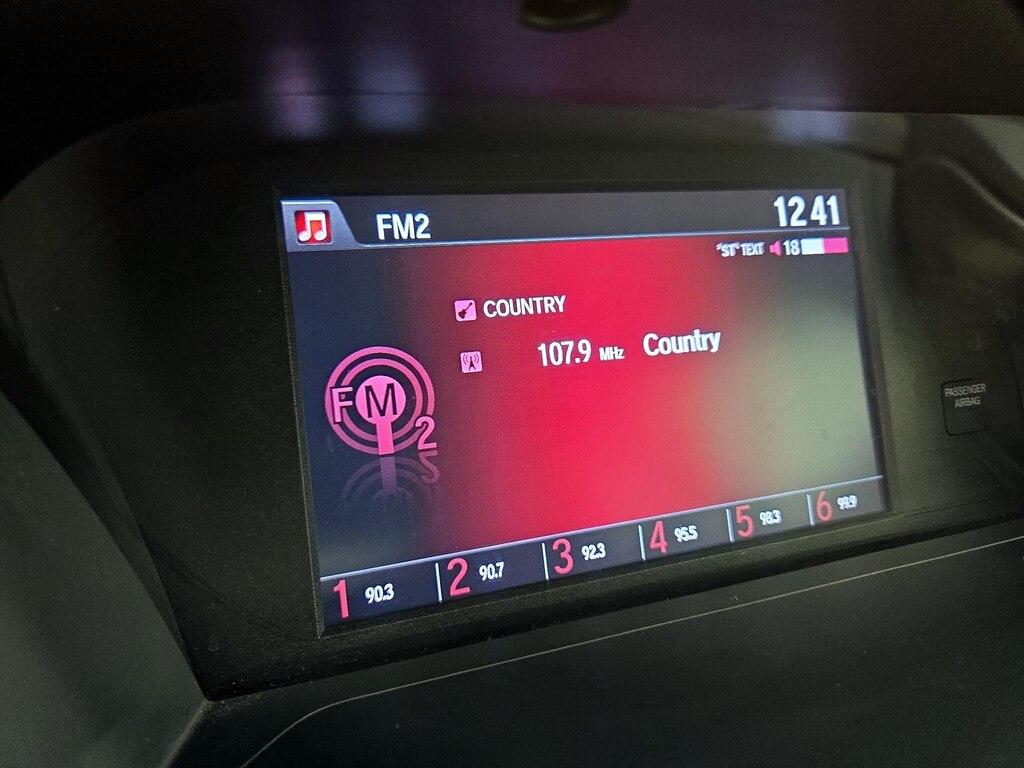 FM2
12 41
"ST" TEXT 18
COUNTRY
107.9 MHz Country
FM
2
PASSENGER
AIRBAG
1 90.3 2 90.7 3 92.3 4 95.5 5 98.3 6 99.9